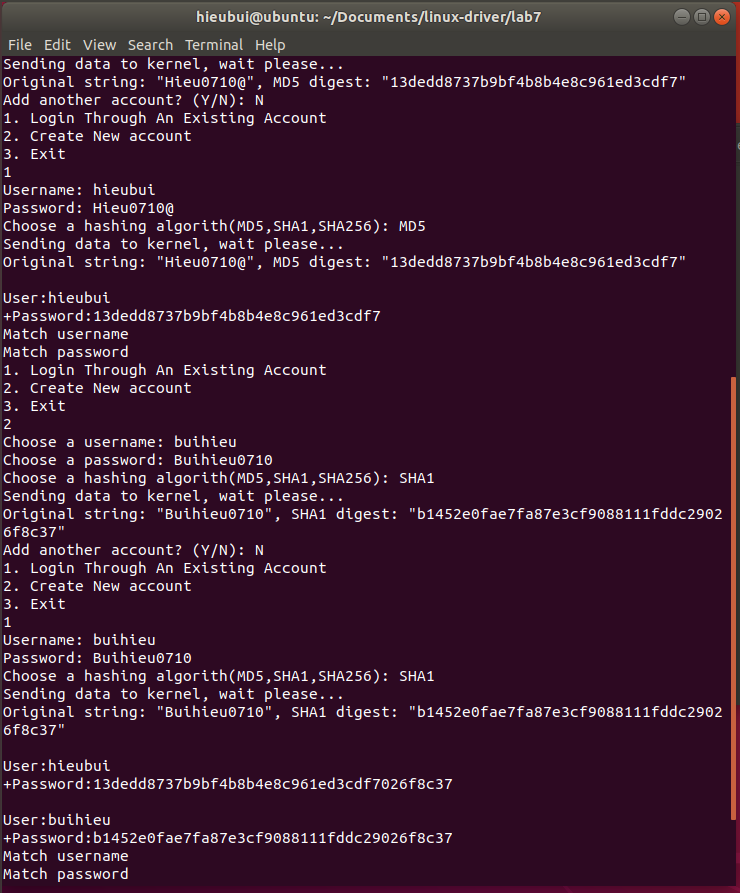 hieubui@ubuntu: ~/Documents/linux-driver/lab7
File Edit View Search Terminal Help
Sending data to kernel, wait please...
Original string: "Hieu0710@", MD5 digest: "13dedd8737b9bf4b8b4e8c961ed3cdf7"
Add another account? (Y/N): N
1. Login Through An Existing Account
2. Create New account
3. Exit
1
Username: hieubui
Password: Hieu0710@
Choose a hashing algorith(MD5,SHA1,SHA256): MD5
Sending data to kernel, wait please...
Original string: "Hieu0710@", MD5 digest: "13dedd8737b9bf4b8b4e8c961ed3cdf7"
User:hieubui
+Password:13dedd8737b9bf4b8b4e8c961ed3cdf7
Match username
Match password
1. Login Through An Existing Account
2. Create New account
3. Exit
2
Choose a username: buihieu
Choose a password: Buihieu0710
Choose a hashing algorith(MD5,SHA1,SHA256): SHA1
Sending data to kernel, wait please...
Original string: "Buihieu0710", SHA1 digest: "b1452e0fae7fa87e3cf9088111fddc2902
6f8c37"
Add another account? (Y/N): N
1. Login Through An Existing Account
2. Create New account
3. Exit
1
Username: buihieu
Password: Buihieu0710
Choose a hashing algorith(MD5,SHA1,SHA256): SHA1
Sending data to kernel, wait please...
Original string: "Buihieu0710", SHA1 digest: "b1452e0fae7fa87e3cf9088111fddc2902
6f8c37"
User:hieubui
+Password:13dedd8737b9bf4b8b4e8c961ed3cdf7026f8c37
User:buihieu
+Password:b1452e0fae7fa87e3cf9088111fddc29026f8c37
Match username
Match password